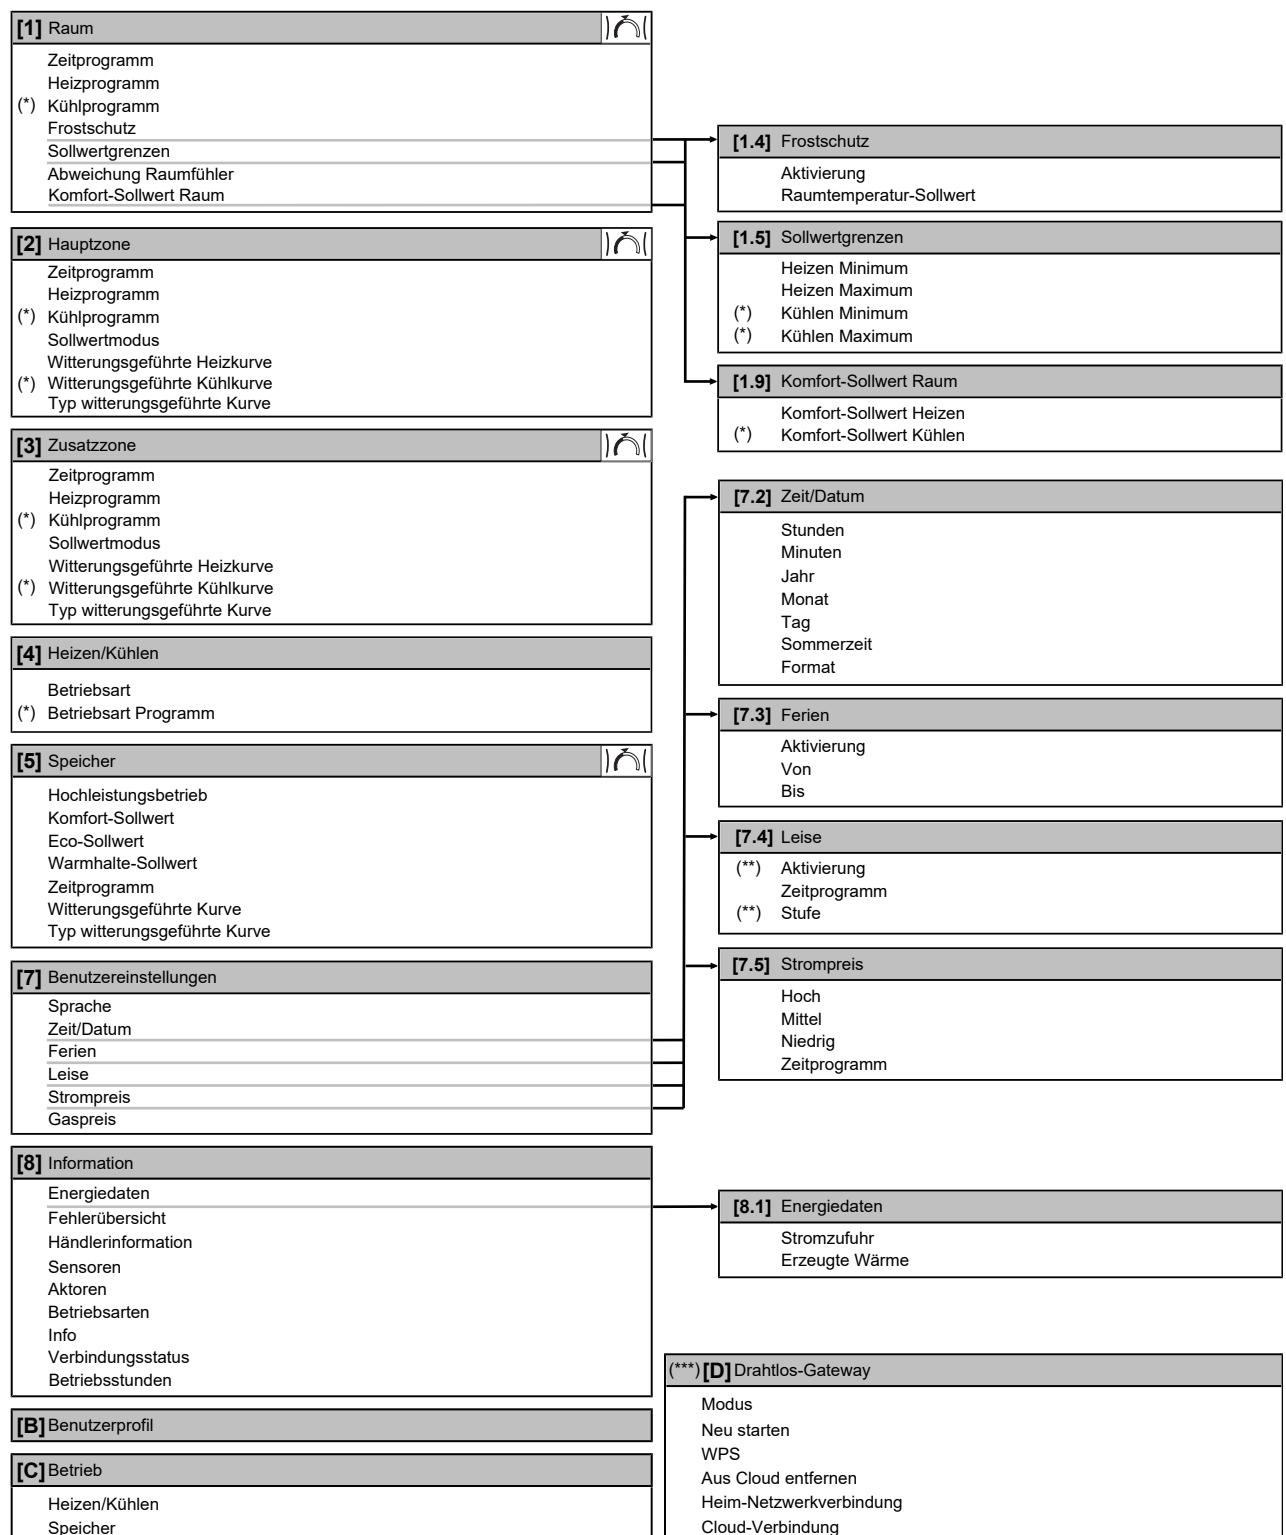 [1] Raum
Zeitprogramm
Heizprogramm
(*) Kühlprogramm
Frostschutz
Sollwertgrenzen
Abweichung Raumfühler
Komfort-Sollwert Raum
[2] Hauptzone
Zeitprogramm
Heizprogramm
(*) Kühlprogramm
Sollwertmodus
Witterungsgeführte Heizkurve
(*) Witterungsgeführte Kühlkurve
Typ witterungsgeführte Kurve
[3] Zusatzzone
Zeitprogramm
Heizprogramm
(*) Kühlprogramm
Sollwertmodus
Witterungsgeführte Heizkurve
(*) Witterungsgeführte Kühlkurve
Typ witterungsgeführte Kurve
[4] Heizen/Kühlen
Betriebsart
(*) Betriebsart Programm
[5] Speicher
Hochleistungsbetrieb
Komfort-Sollwert
Eco-Sollwert
Warmhalte-Sollwert
Zeitprogramm
Witterungsgeführte Kurve
Typ witterungsgeführte Kurve
[7] Benutzereinstellungen
Sprache
Zeit/Datum
Ferien
Leise
Strompreis
Gaspreis
[8] Information
Energiedaten
Fehlerübersicht
Händlerinformation
Sensoren
Aktoren
Betriebsarten
Info
Verbindungsstatus
Betriebsstunden
[B] Benutzerprofil
[C] Betrieb
Heizen/Kühlen
Speicher
[1.4] Frostschutz
Aktivierung
Raumtemperatur-Sollwert
[1.5] Sollwertgrenzen
Heizen Minimum
Heizen Maximum
(*) Kühlen Minimum
(*) Kühlen Maximum
[1.9] Komfort-Sollwert Raum
Komfort-Sollwert Heizen
(*) Komfort-Sollwert Kühlen
[7.2] Zeit/Datum
Stunden
Minuten
Jahr
Monat
Tag
Sommerzeit
Format
[7.3] Ferien
Aktivierung
Von
Bis
[7.4] Leise
(**) Aktivierung
Zeitprogramm
(**) Stufe
[7.5] Strompreis
Hoch
Mittel
Niedrig
Zeitprogramm
[8.1] Energiedaten
Stromzufuhr
Erzeugte Wärme
(***) [D] Drahtlos-Gateway
Modus
Neu starten
WPS
Aus Cloud entfernen
Heim-Netzwerkverbindung
Cloud-Verbindung